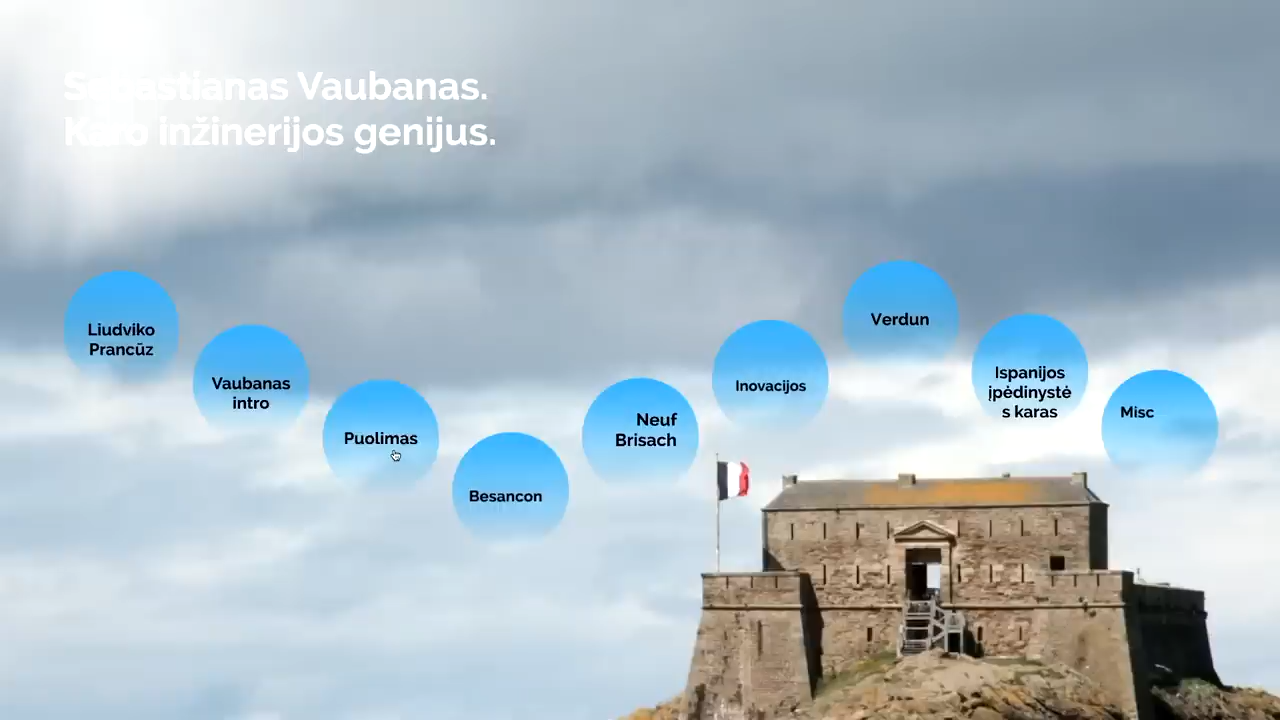 Sebastianas Vaubanas.
Karo inžinerijos genijus.
Liudviko
Prancūz
Vaubanas
intro
Puolimas
Besancon
Neuf
Brisach
Inovacijos
Verdun
Ispanijos
įpėdinystė
s karas
Misc